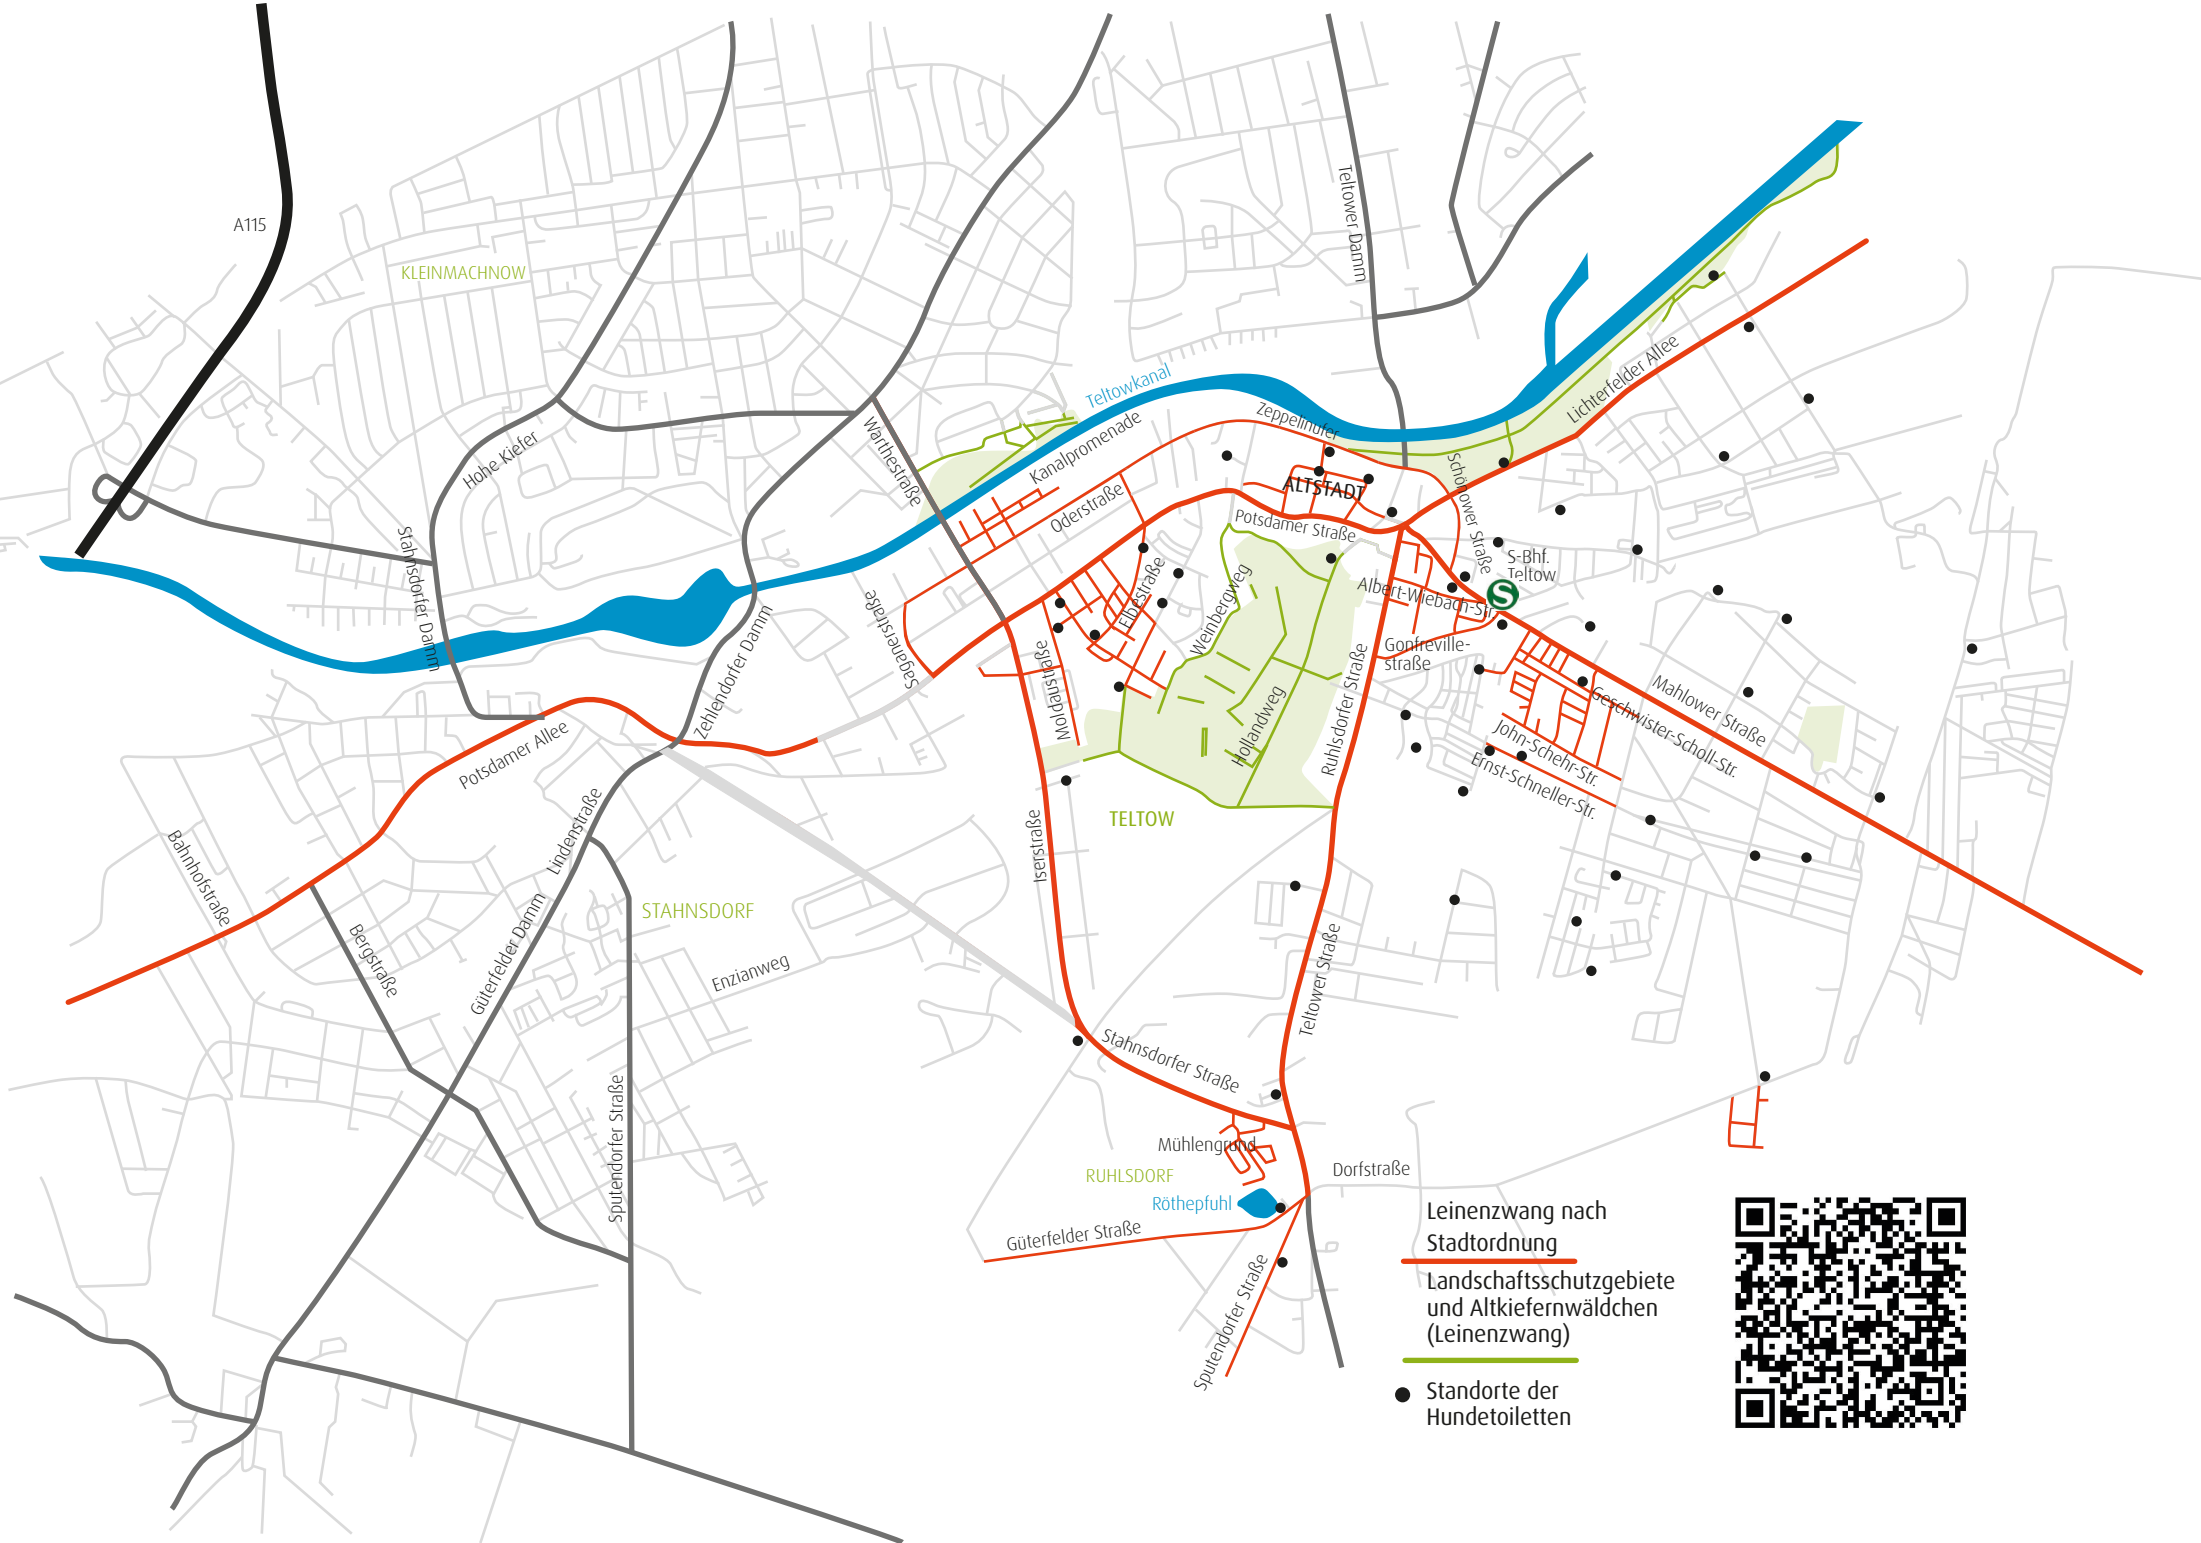 A115
KLEINMACHNOW
Teltower Damm
Teltowkanal
Lichterfelder Allee
Zeppelinufer
Kanalpromenade
Warthestraße
Hohe Kiefer
Schönower Straße
ALTSTADT
Oderstraße
Potsdamer Straße
Stahnsdorfer Damm
S-Bhf.
Teltow
S
Elbestraße
Weinbergweg
Albert-Wiebach-Str.
Saganerstraße
Zehlendorfer Damm
Moldaustraße
Gonfreville-
straße
Ruhlsdorfer Straße
Hollandweg
Mahlower Straße
Geschwister-Scholl-Str.
John-Schehr-Str.
Ernst-Schneller-Str.
Potsdamer Allee
TELTOW
Iserstraße
Lindenstraße
Bahnhofstraße
STAHNSDORF
Güterfelder Damm
Bergstraße
Enzianweg
Teltower Straße
Stahnsdorfer Straße
Sputendorfer Straße
Mühlengrund
RUHLSDORF
Dorfstraße
Röthepfuhl
Güterfelder Straße
Sputendorfer Straße
Leinenzwang nach
Stadtordnung
Landschaftsschutzgebiete
und Altkiefernwäldchen
(Leinenzwang)
Standorte der
Hundetoiletten